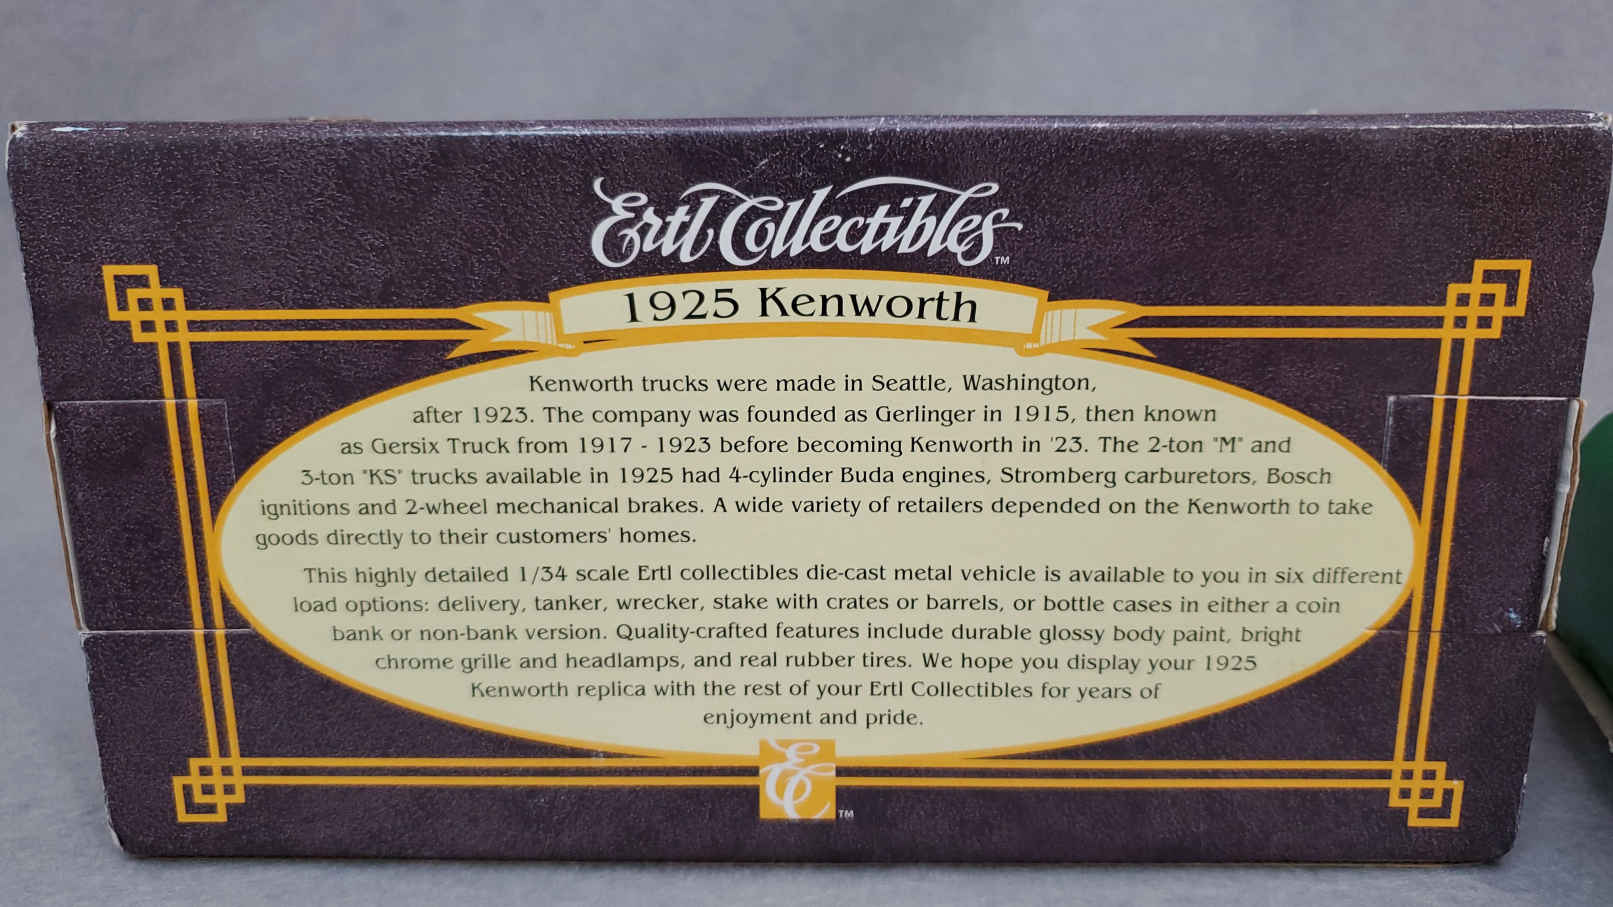 Ertl Collectibles™
1925 Kenworth
Kenworth trucks were made in Seattle, Washington,
after 1923. The company was founded as Gerlinger in 1915, then known
as Gersix Truck from 1917 - 1923 before becoming Kenworth in '23. The 2-ton "M" and
3-ton "KS" trucks available in 1925 had 4-cylinder Buda engines, Stromberg carburetors, Bosch
ignitions and 2-wheel mechanical brakes. A wide variety of retailers depended on the Kenworth to take
goods directly to their customers' homes.
This highly detailed 1/34 scale Ertl collectibles die-cast metal vehicle is available to you in six different
load options: delivery, tanker, wrecker, stake with crates or barrels, or bottle cases in either a coin
bank or non-bank version. Quality-crafted features include durable glossy body paint, bright
chrome grille and headlamps, and real rubber tires. We hope you display your 1925
Kenworth replica with the rest of your Ertl Collectibles for years of
enjoyment and pride.
EC™